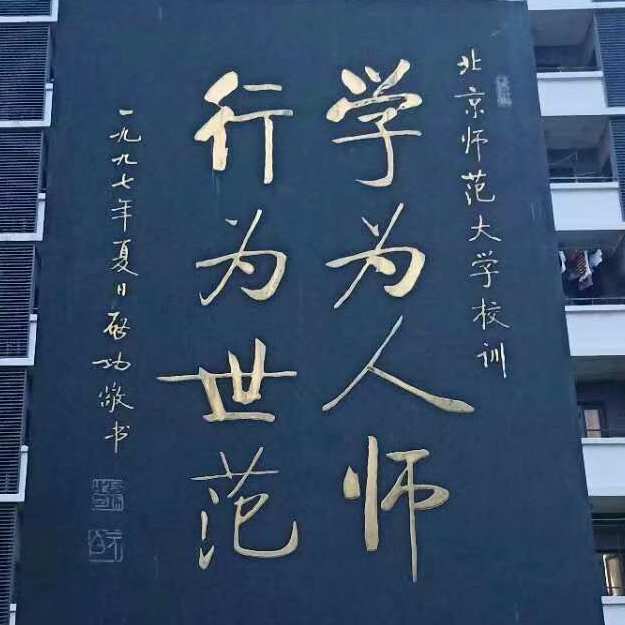 北京师范大学校训
学为人师
行为世范
一九九七年夏日启功敬书